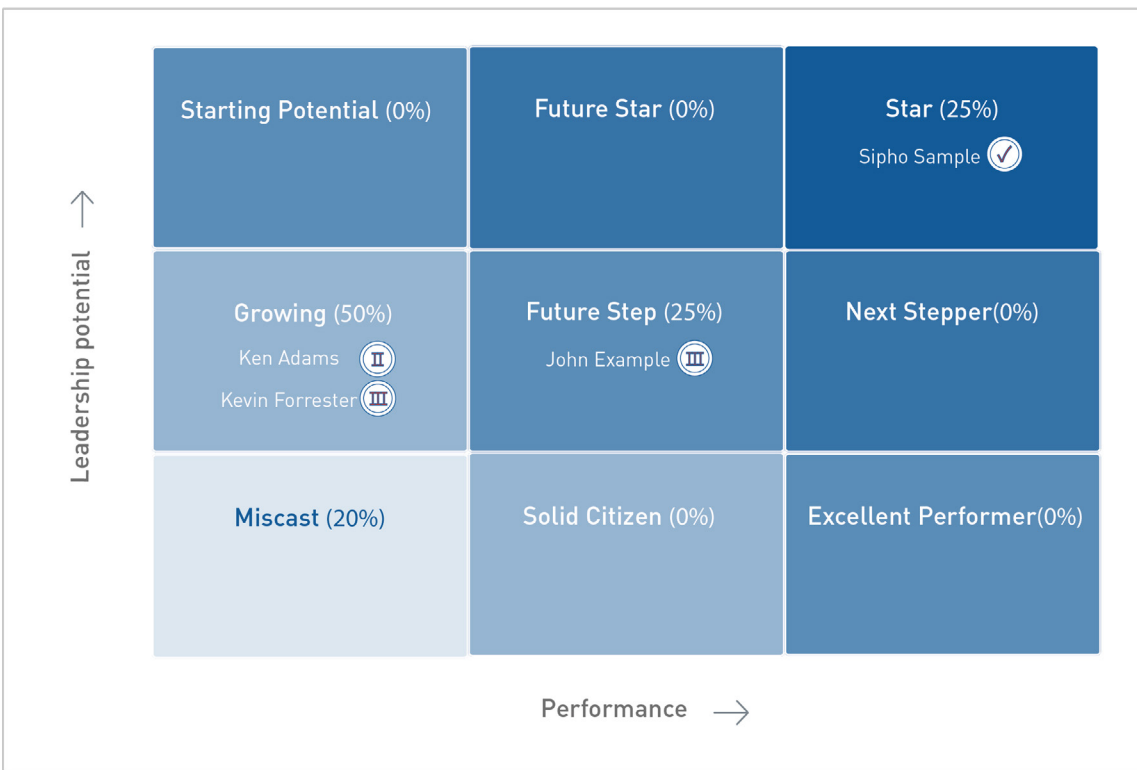 Starting Potential (0%)
Future Star (0%)
Star (25%)
Sipho Sample ✓
Growing (50%)
Ken Adams II
Kevin Forrester III
Future Step (25%)
John Example III
Next Stepper(0%)
Miscast (20%)
Solid Citizen (0%)
Excellent Performer(0%)
Leadership potential →
Performance →